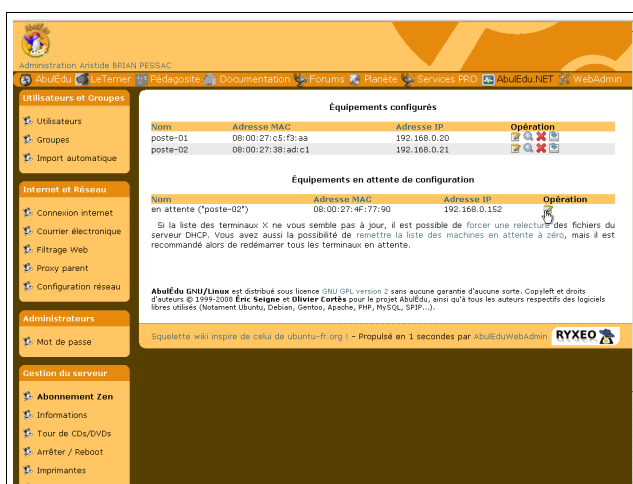 AbulÉdu
Administration Aristide BRIAN PESSAC
AbulÉdu LeTerrier Pédagosite Documentation Forums Planète Services PRO AbulEdu.NET WebAdmin
Utilisateurs et Groupes
Utilisateurs
Groupes
Import automatique
Internet et Réseau
Connexion internet
Courrier électronique
Filtrage Web
Proxy parent
Configuration réseau
Administrateurs
Mot de passe
Gestion du serveur
Abonnement Zen
Informations
Tour de CDs/DVDs
Arrêter / Reboot
Imprimantes
Équipements configurés
Nom Adresse MAC Adresse IP Opération
poste-01 08:00:27:c5:f3:aa 192.168.0.20
poste-02 08:00:27:38:ad:c1 192.168.0.21
Équipements en attente de configuration
Nom Adresse MAC Adresse IP Opération
en attente ("poste-02") 08:00:27:4F:77:90 192.168.0.152
Si la liste des terminaux X ne vous semble pas à jour, il est possible de forcer une relecture des fichiers du
serveur DHCP. Vous avez aussi la possibilité de remettre la liste des machines en attente à zéro, mais il est
recommandé alors de redémarrer tous les terminaux en attente.
AbulÉdu GNU/Linux est distribué sous licence GNU GPL version 2 sans aucune garantie d'aucune sorte. Copyleft et droits
d'auteurs © 1999-2008 Éric Seigne et Olivier Cortès pour le projet AbulÉdu, ainsi qu'à tous les auteurs respectifs des logiciels
libres utilisés (Notament Ubuntu, Debian, Gentoo, Apache, PHP, MySQL, SPIP...).
Squelette wiki inspire de celui de ubuntu-fr.org ! - Propulsé en 1 secondes par AbulEduWebAdmin RYXEO